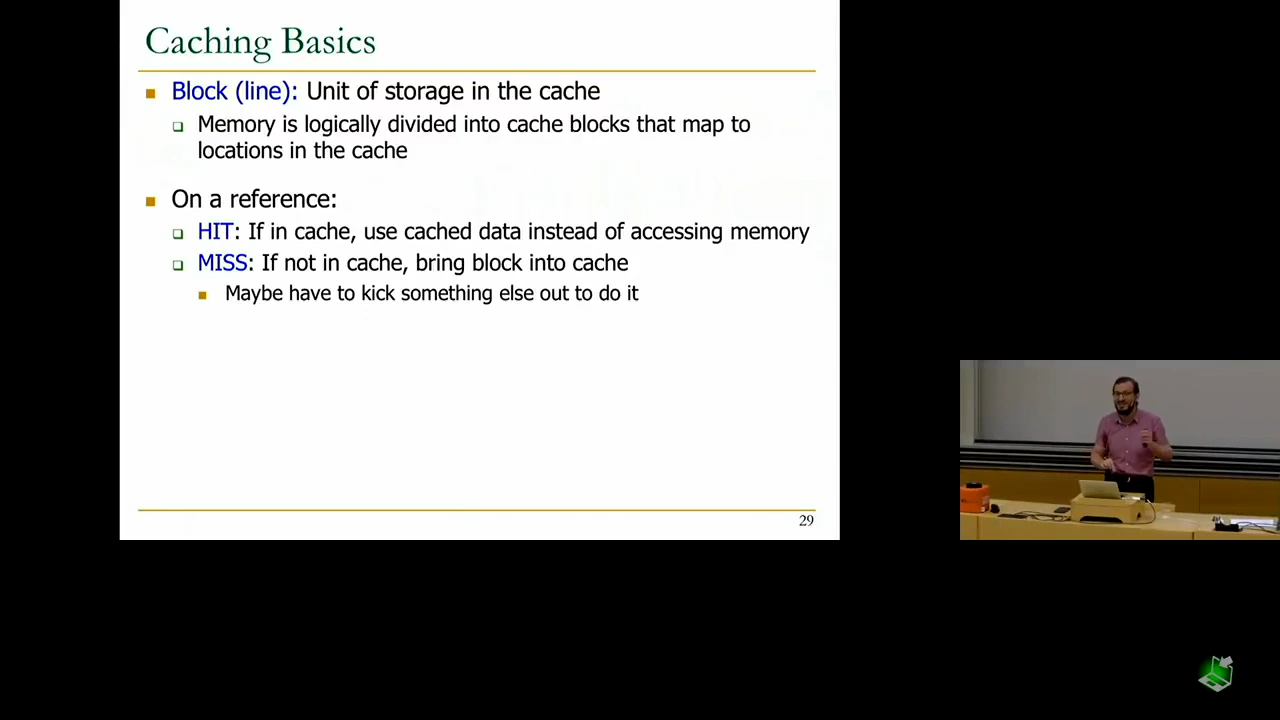 Caching Basics
Block (line): Unit of storage in the cache
Memory is logically divided into cache blocks that map to
locations in the cache
On a reference:
HIT: If in cache, use cached data instead of accessing memory
MISS: If not in cache, bring block into cache
Maybe have to kick something else out to do it
29